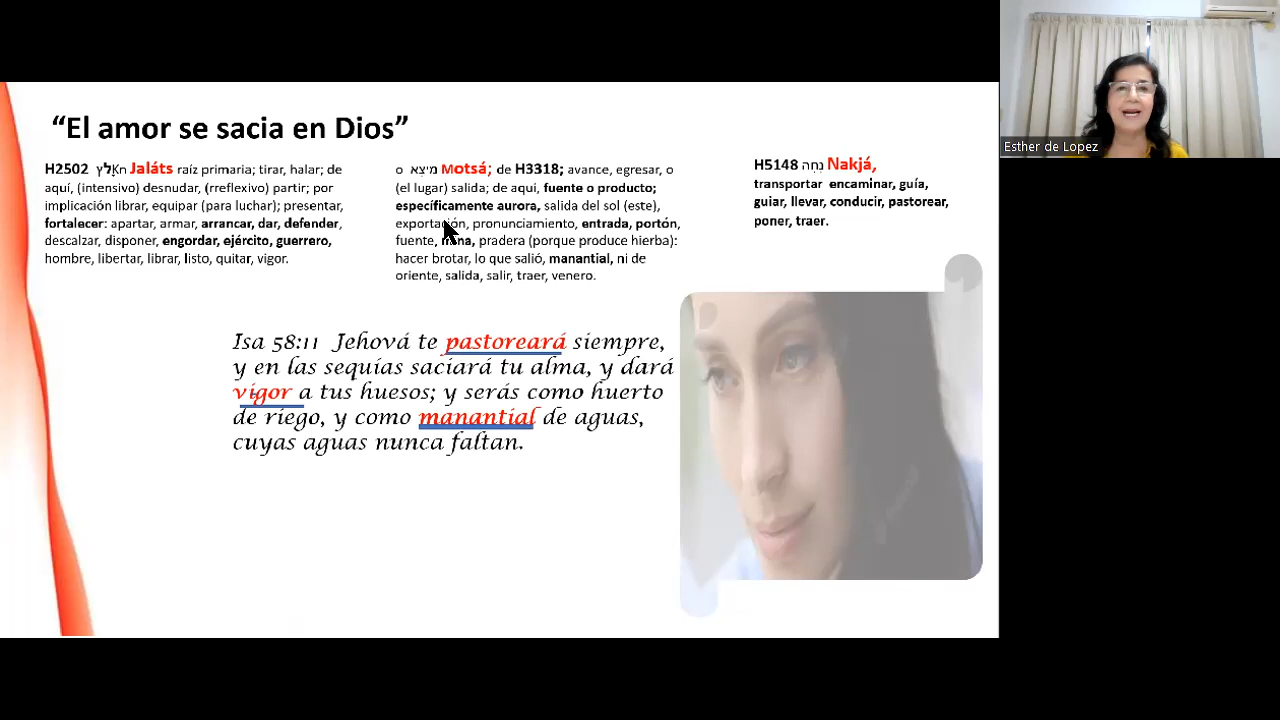 “El amor se sacia en Dios”
H2502 Jaláts raíz primaria; tirar, halar; de
aquí, (intensivo) desnudar, (rreflexivo) partir; por
implicación librar, equipar (para luchar); presentar,
fortalecer: apartar, armar, arrancar, dar, defender,
descalzar, disponer, engordar, ejército, guerrero,
hombre, libertar, librar, listo, quitar, vigor.
o Motsá; de H3318; avance, egresar, o
(el lugar) salida; de aqui, fuente o producto;
específicamente aurora, salida del sol (este),
exportación, pronunciamiento, entrada, portón,
fuente, pradera (porque produce hierba):
hacer brotar, lo que salió, manantial, ni de
oriente, salida, salir, traer, venero.
H5148 נחה Nakjá,
transportar encaminar, guía,
guiar, llevar, conducir, pastorear,
poner, traer.
Isa 58:11 Jehová te pastoreará siempre,
y en las sequías saciará tu alma, y dará
vigor a tus huesos; y serás como huerto
de riego, y como manantial de aguas,
cuyas aguas nunca faltan.
Esther de Lopez